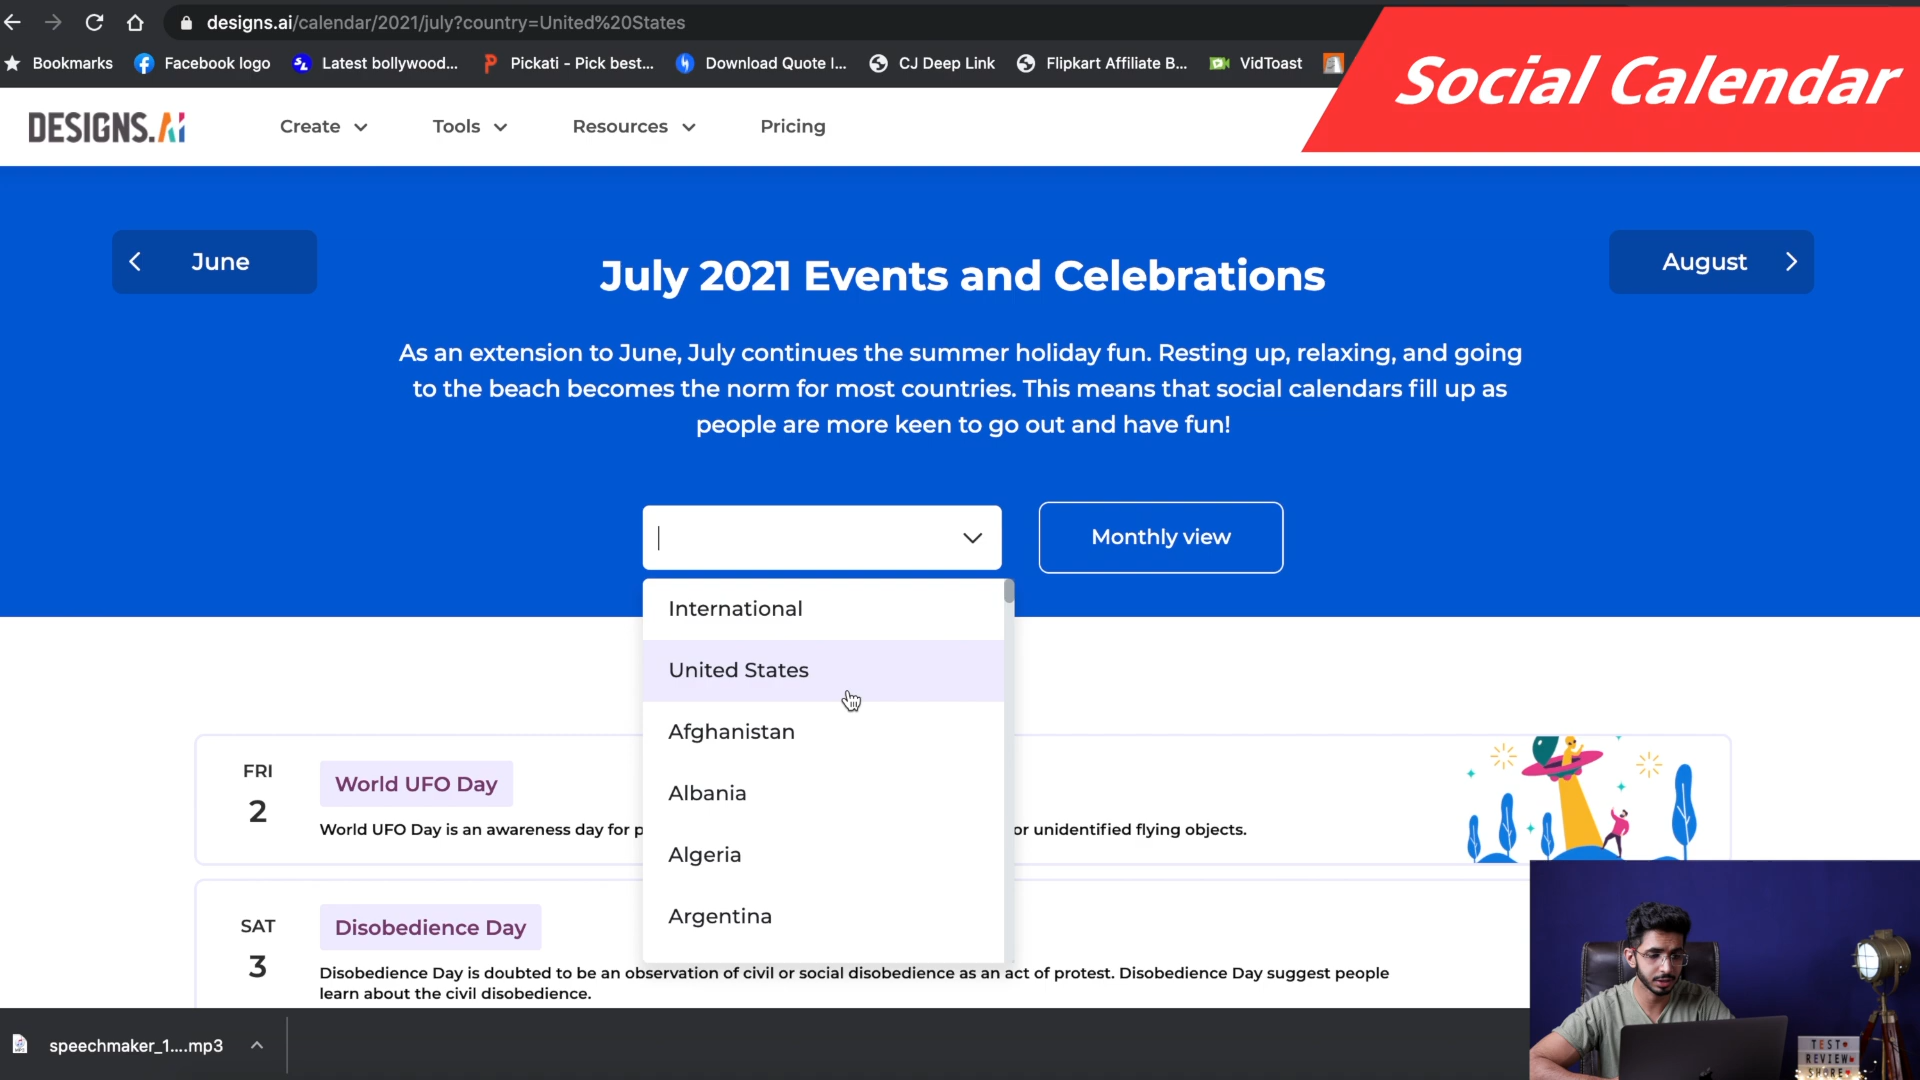 designs.ai/calendar/2021/july?country=United%20States
Bookmarks Facebook logo Latest bollywood... Pickati - Pick best... Download Quote I... CJ Deep Link Flipkart Affiliate B... VidToast
Social Calendar
DESIGNS.AI Create Tools Resources Pricing
June
August
July 2021 Events and Celebrations
As an extension to June, July continues the summer holiday fun. Resting up, relaxing, and going
to the beach becomes the norm for most countries. This means that social calendars fill up as
people are more keen to go out and have fun!
Monthly view
International
United States
Afghanistan
Albania
Algeria
Argentina
FRI
2
World UFO Day
World UFO Day is an awareness day for p
or unidentified flying objects.
SAT
3
Disobedience Day
Disobedience Day is doubted to be an observation of civil or social disobedience as an act of protest. Disobedience Day suggest people
learn about the civil disobedience.
speechmaker_1....mp3
TEST
REVIEW
SHORE